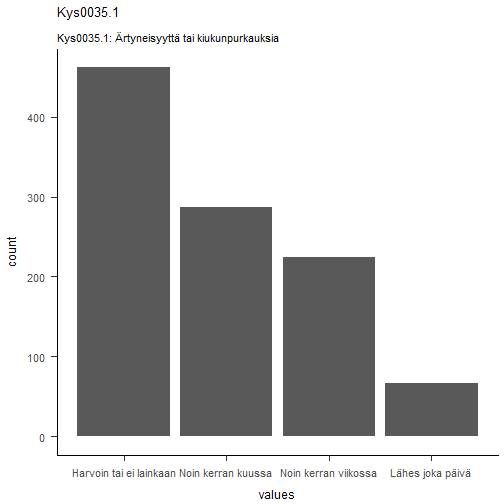 Kys0035.1
Kys0035.1: Ärtyneisyyttä tai kiukunpurkauksia
400
300
200
100
0
count
Harvoin tai ei lainkaan Noin kerran kuussa Noin kerran viikossa Lähes joka päivä
values